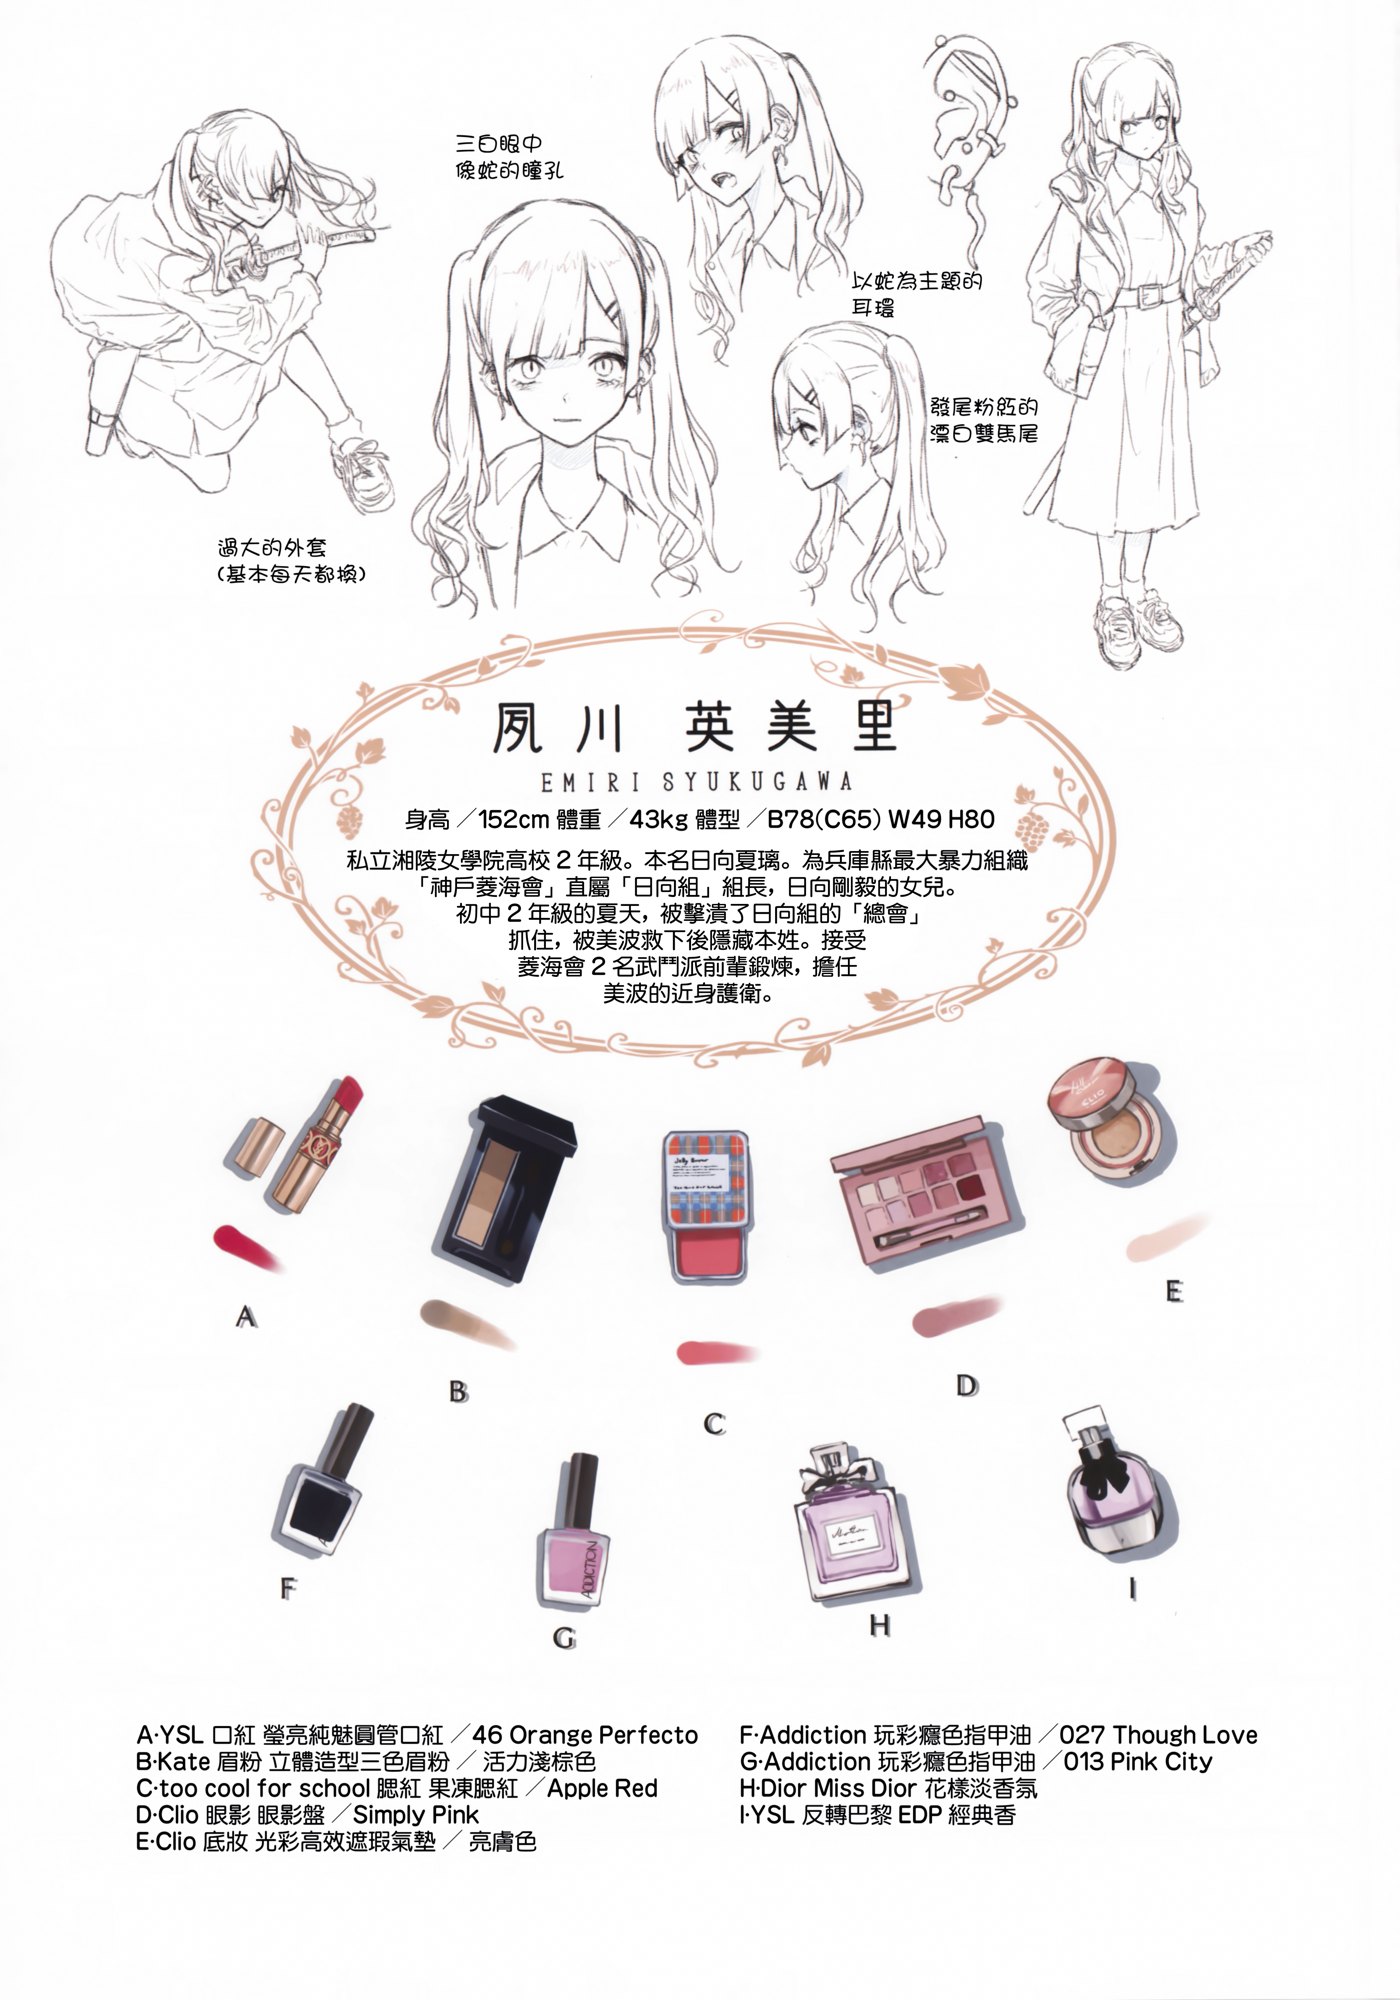 三白眼中
像蛇的瞳孔
以蛇為主題的
耳環
發尾粉紅的
漂白雙馬尾
過大的外套
(基本每天都換)
夙川 英美里
EMIRI SYUKUGAWA
身高／152cm 體重／43kg 體型／B78(C65) W49 H80
私立湘陵女學院高校 2 年級。本名日向夏璃。為兵庫縣最大暴力組織
「神戶菱海會」直屬「日向組」組長，日向剛毅的女兒。
初中 2 年級的夏天，被擊潰了日向組的「總會」
抓住，被美波救下後隱藏本姓。接受
菱海會 2 名武鬥派前輩鍛煉，擔任
美波的近身護衛。
CLIO
A
B
C
D
E
ADDICTION
F
G
H
I
A·YSL 口紅 瑩亮純魅圓管口紅／46 Orange Perfecto
B·Kate 眉粉 立體造型三色眉粉／活力淺棕色
C·too cool for school 腮紅 果凍腮紅／Apple Red
D·Clio 眼影 眼影盤／Simply Pink
E·Clio 底妝 光彩高效遮瑕氣墊／亮膚色
F·Addiction 玩彩癮色指甲油／027 Though Love
G·Addiction 玩彩癮色指甲油／013 Pink City
H·Dior Miss Dior 花樣淡香氛
I·YSL 反轉巴黎 EDP 經典香